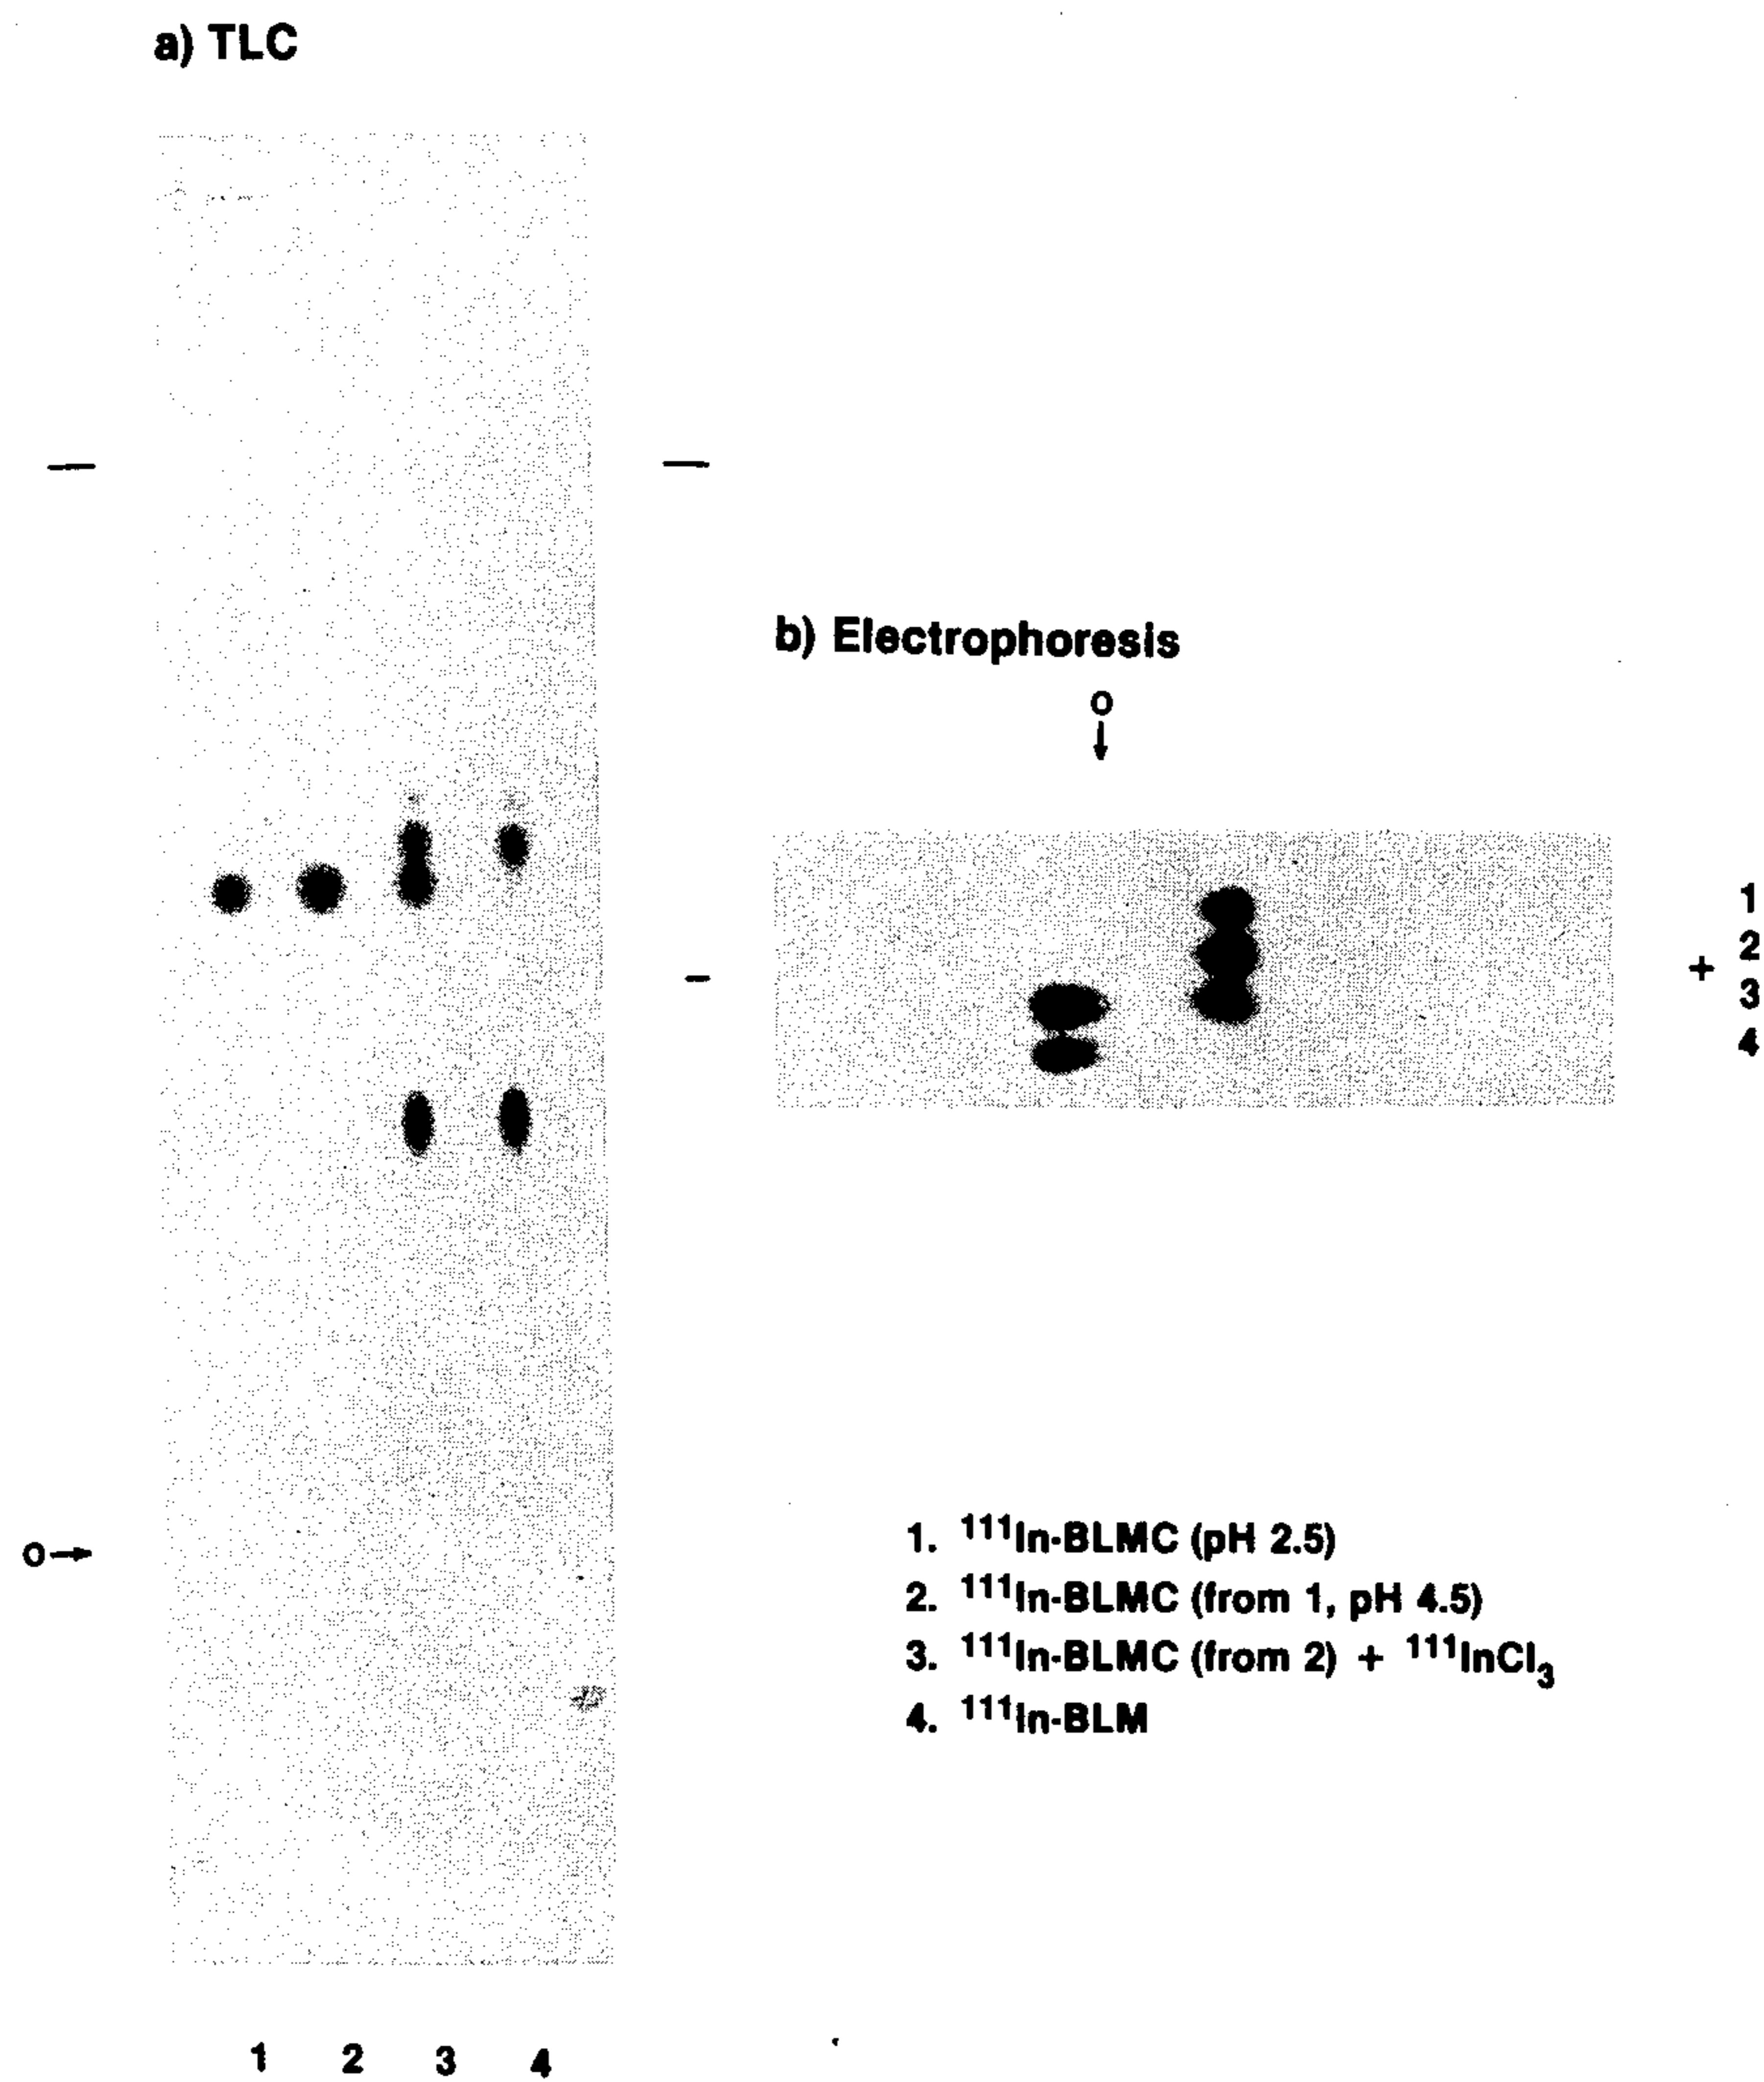 a) TLC
b) Electrophoresis
o
↓
1
2
− +
3
4
o→
1. ¹¹¹In-BLMC (pH 2.5)
2. ¹¹¹In-BLMC (from 1, pH 4.5)
3. ¹¹¹In-BLMC (from 2) + ¹¹¹InCl₃
4. ¹¹¹In-BLM
1 2 3 4